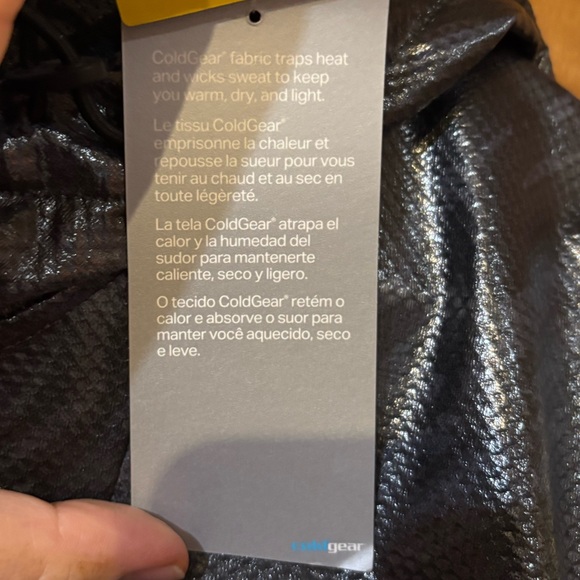 ColdGear® fabric traps heat
and wicks sweat to keep
you warm, dry, and light.
Le tissu ColdGear®
emprisonne la chaleur et
repousse la sueur pour vous
tenir au chaud et au sec en
toute légèreté.
La tela ColdGear® atrapa el
calor y la humedad del
sudor para mantenerte
caliente, seco y ligero.
O tecido ColdGear® retém o
calor e absorve o suor para
manter você aquecido, seco
e leve.
coldgear